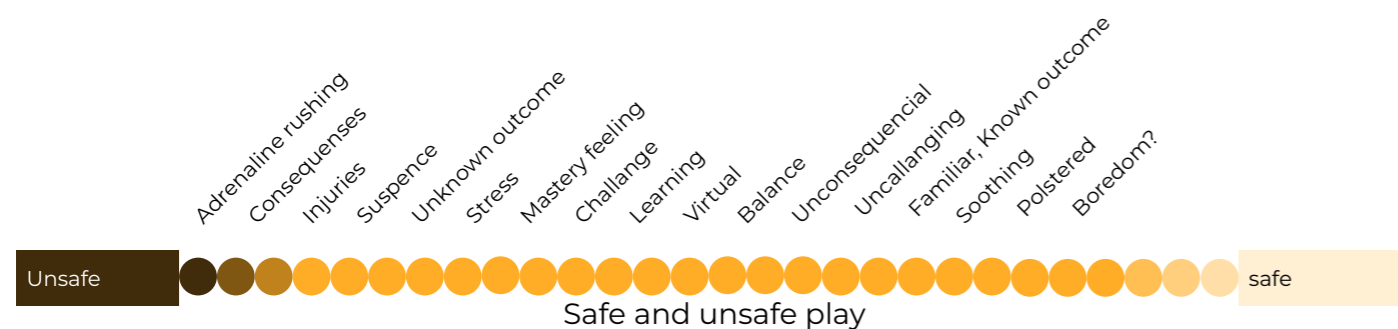 Adrenaline rushing
Consequenses
Injuries
Suspence
Unknown outcome
Stress
Mastery feeling
Challange
Learning
Virtual
Balance
Unconsequencial
Uncallanging
Familiar, Known outcome
Soothing
Polstered
Boredom?
Unsafe
safe
Safe and unsafe play